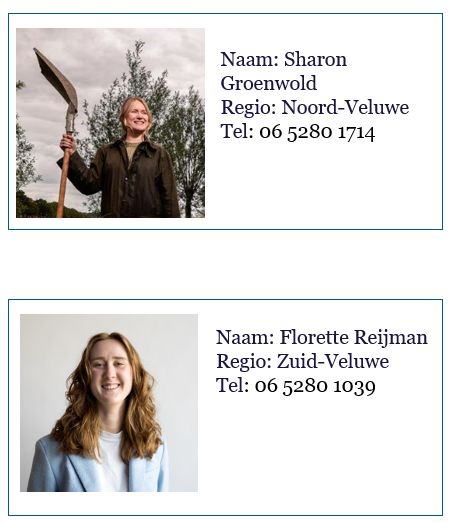 Naam: Sharon
Groenwold
Regio: Noord-Veluwe
Tel: 06 5280 1714
Naam: Florette Reijman
Regio: Zuid-Veluwe
Tel: 06 5280 1039